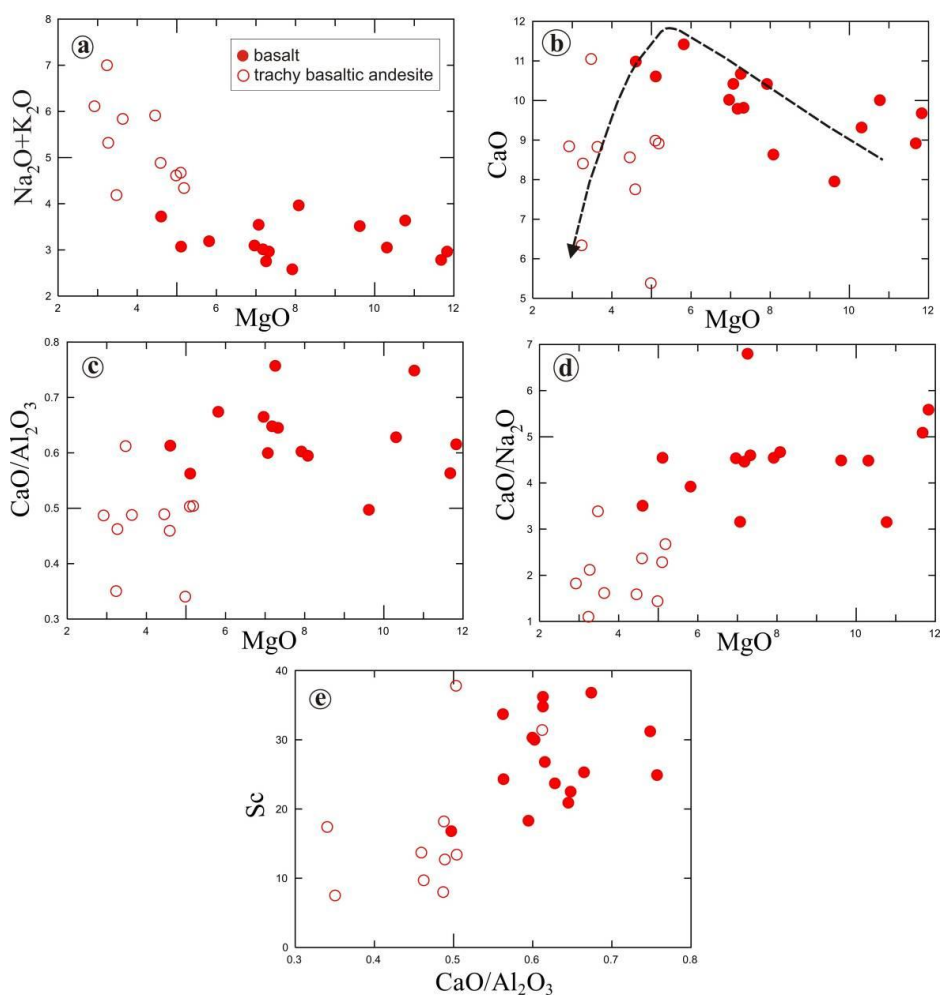 8
7
6
5
4
3
2
a
basalt
trachy basaltic andesite
Na₂O+K₂O
2 4 6 8 10 12
MgO
12
11
10
9
8
7
6
5
b
CaO
2 4 6 8 10 12
MgO
0.8
0.7
0.6
0.5
0.4
0.3
c
CaO/Al₂O₃
2 4 6 8 10 12
MgO
7
6
5
4
3
2
1
d
CaO/Na₂O
2 4 6 8 10 12
MgO
40
30
20
10
0
e
Sc
0.3 0.4 0.5 0.6 0.7 0.8
CaO/Al₂O₃